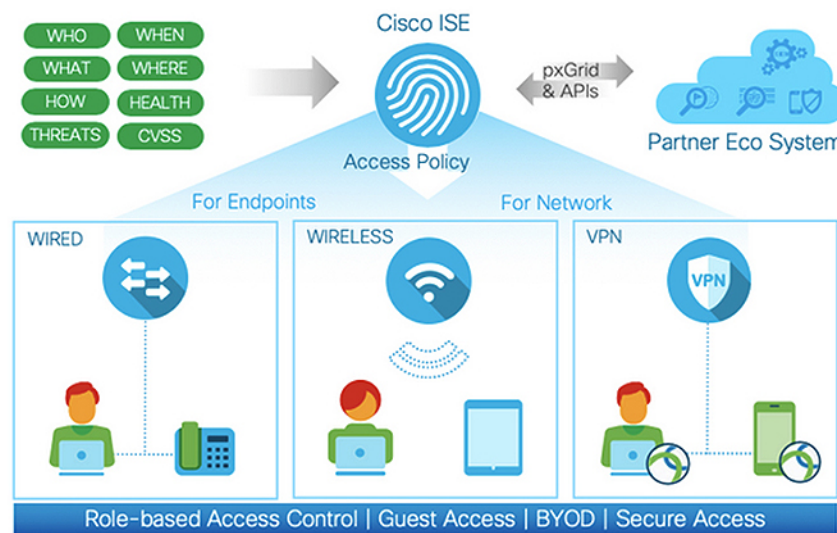 Cisco ISE
WHO
WHEN
WHAT
WHERE
HOW
HEALTH
THREATS
CVSS
pxGrid
& APIs
Partner Eco System
Access Policy
For Endpoints
For Network
WIRED
WIRELESS
VPN
VPN
Role-based Access Control | Guest Access | BYOD | Secure Access